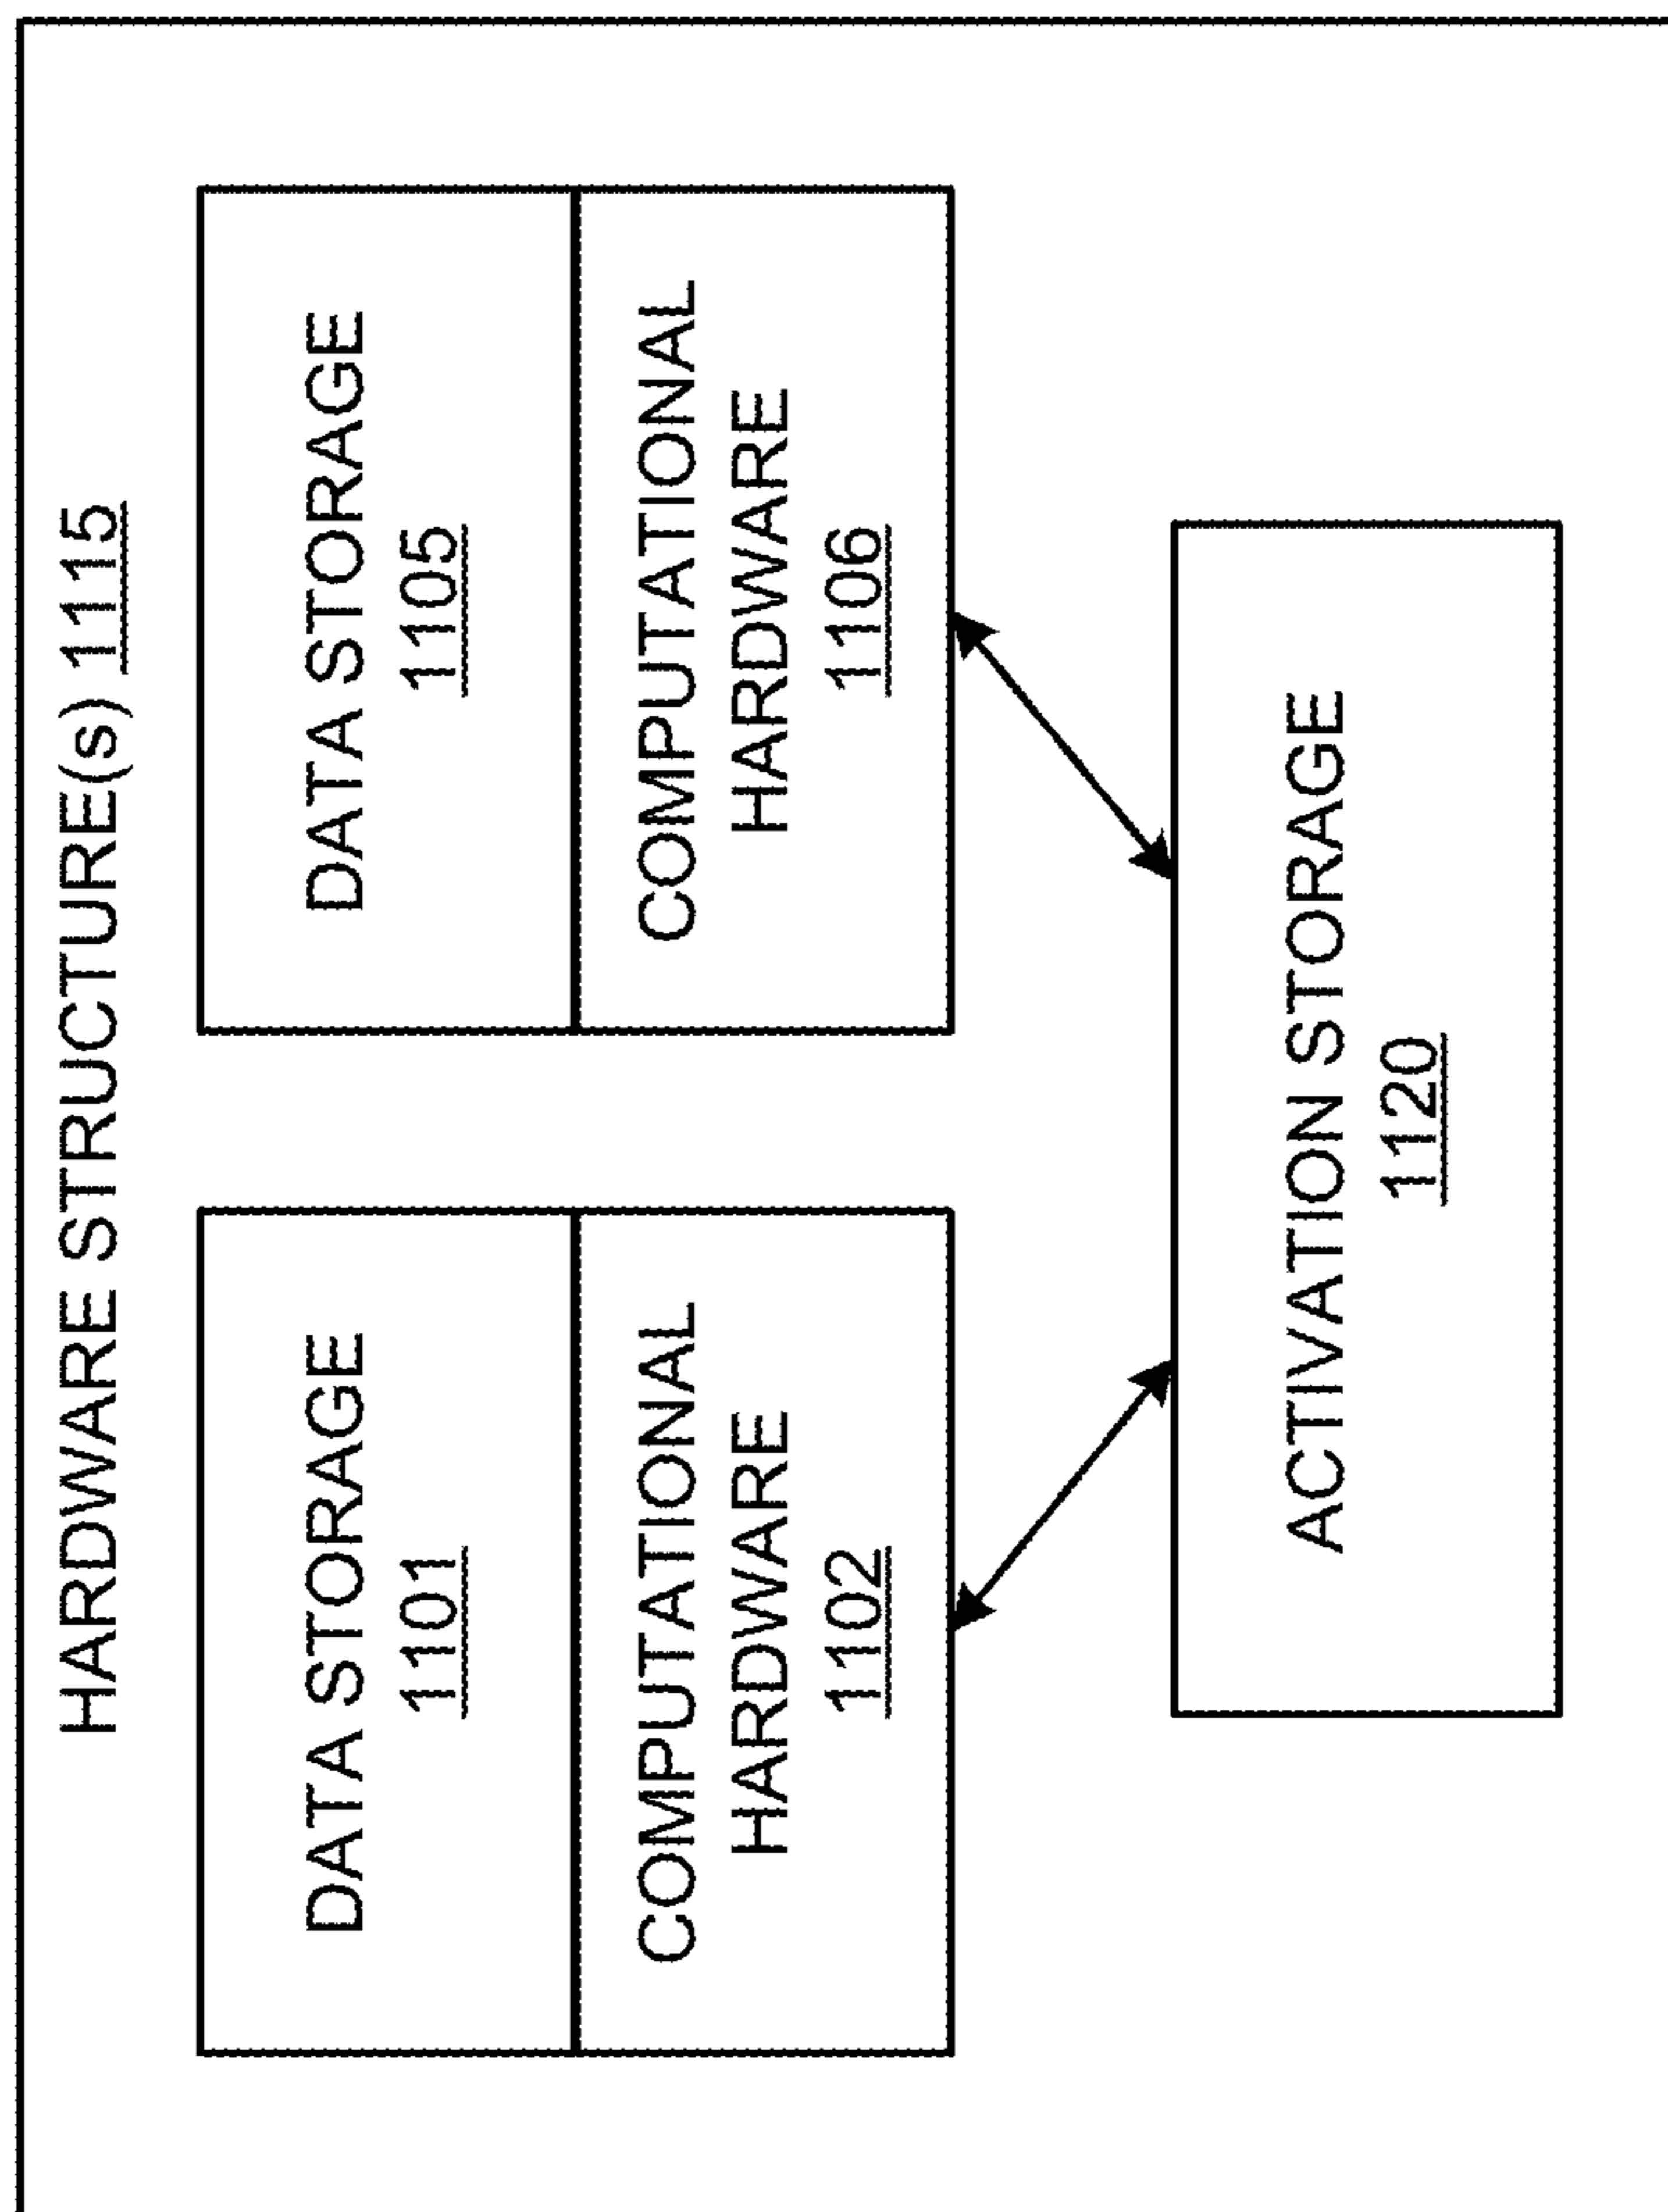 HARDWARE STRUCTURE(s) 1115
DATA STORAGE
1101
COMPUTATIONAL
HARDWARE
1102
DATA STORAGE
1105
COMPUTATIONAL
HARDWARE
1106
ACTIVATION STORAGE
1120